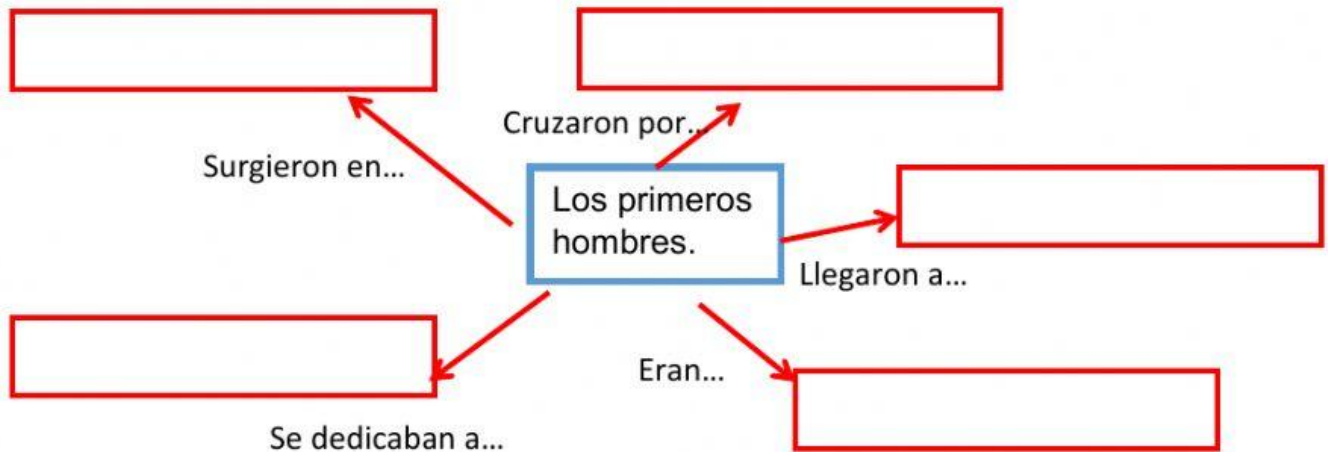 Cruzaron por...
Surgieron en...
Los primeros
hombres.
Llegaron a...
Eran...
Se dedicaban a...